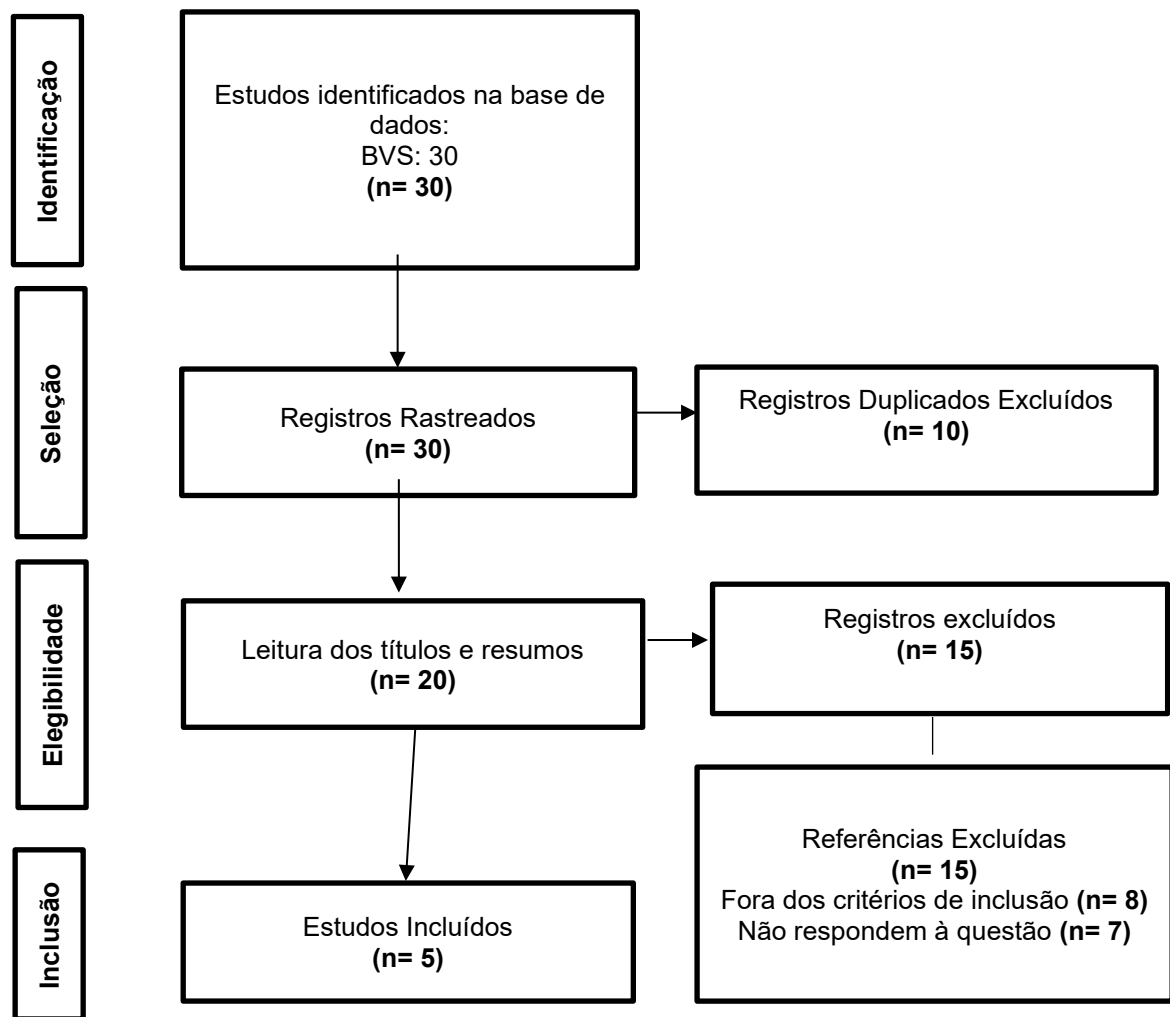 Identificação
Estudos identificados na base de
dados:
BVS: 30
(n= 30)
Seleção
Registros Rastreados
(n= 30)
Registros Duplicados Excluídos
(n= 10)
Elegibilidade
Leitura dos títulos e resumos
(n= 20)
Registros excluídos
(n= 15)
Referências Excluídas
(n= 15)
Fora dos critérios de inclusão (n= 8)
Não respondem à questão (n= 7)
Inclusão
Estudos Incluídos
(n= 5)